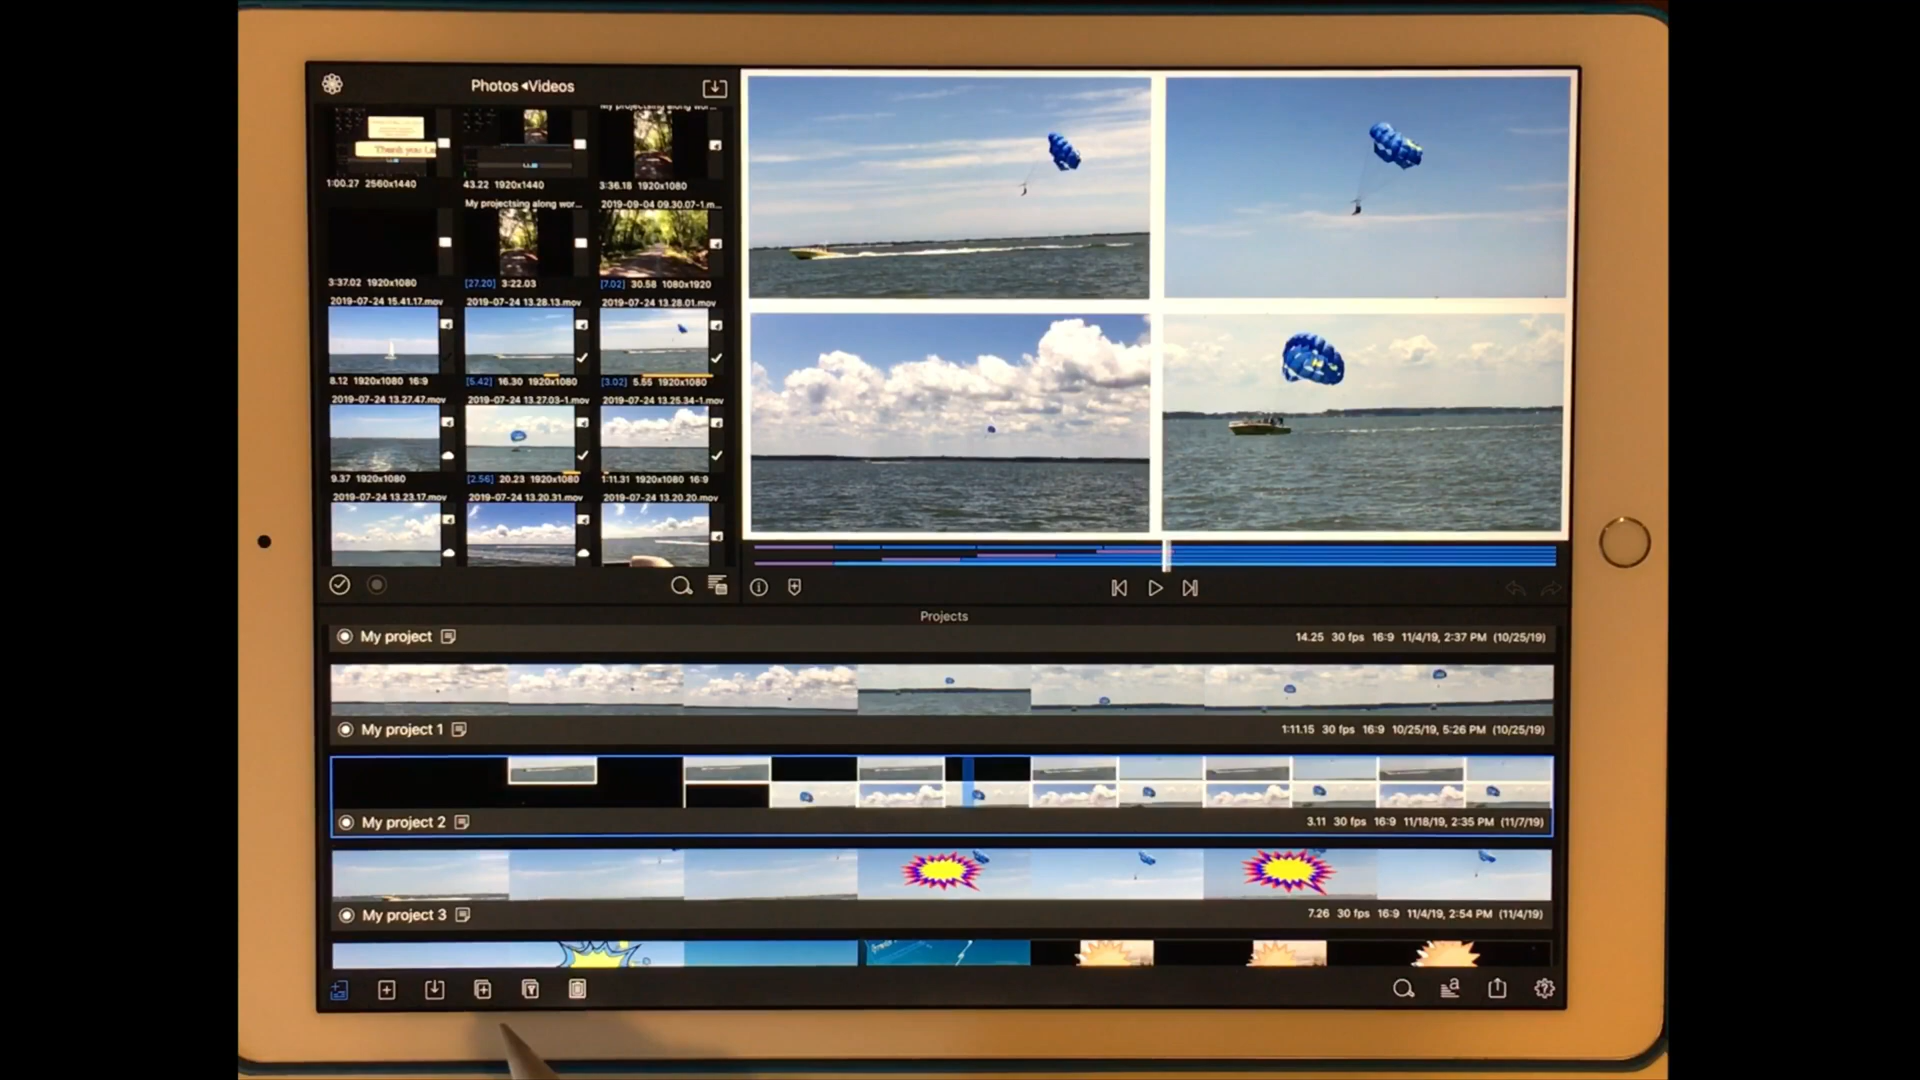 Photos◂Videos
My projectsing along wor...
Thank you La
1:00.27 2560x1440
43.22 1920x1440
3:36.18 1920x1080
My projectsing along wor...
2019-09-04 09.30.07-1.m...
3:37.02 1920x1080
[27.20] 3:22.03
[7.02] 30.58 1080x1920
2019-07-24 15.41.17.mov
2019-07-24 13.28.13.mov
2019-07-24 13.28.01.mov
8.12 1920x1080 16:9
[5.42] 16.30 1920x1080
[3.02] 5.55 1920x1080
2019-07-24 13.27.47.mov
2019-07-24 13.27.03-1.mov
2019-07-24 13.25.34-1.mov
9.37 1920x1080
[2.56] 20.23 1920x1080
1:11.31 1920x1080 16:9
2019-07-24 13.23.17.mov
2019-07-24 13.20.31.mov
2019-07-24 13.20.20.mov
Projects
My project
14.25 30 fps 16:9 11/4/19, 2:37 PM (10/25/19)
My project 1
1:11.15 30 fps 16:9 10/25/19, 5:26 PM (10/25/19)
My project 2
3.11 30 fps 16:9 11/18/19, 2:35 PM (11/7/19)
My project 3
7.26 30 fps 16:9 11/4/19, 2:54 PM (11/4/19)